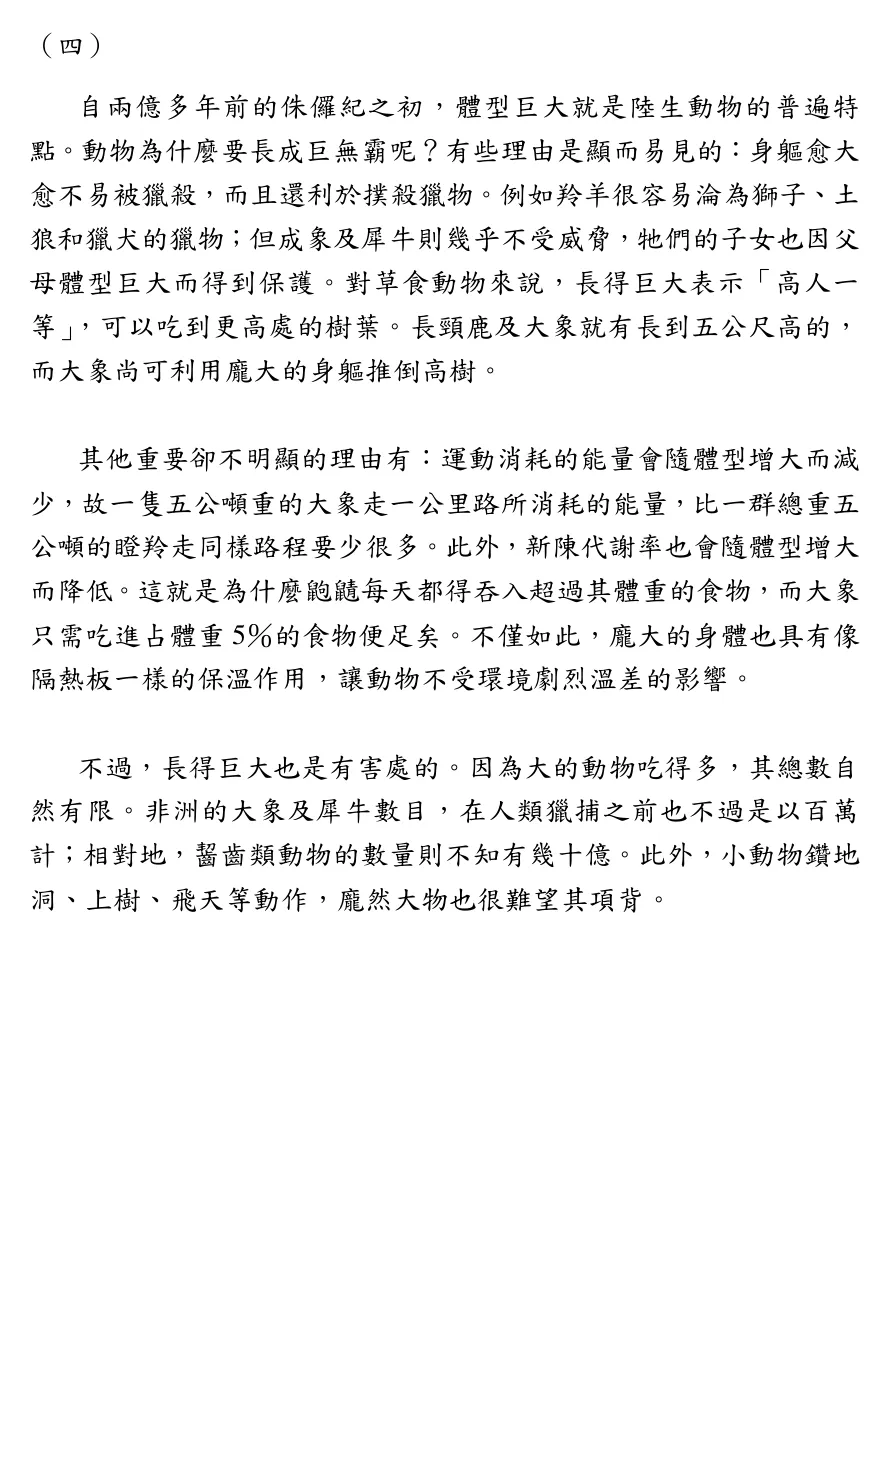 （四）
自兩億多年前的侏儸紀之初，體型巨大就是陸生動物的普遍特
點。動物為什麼要長成巨無霸呢？有些理由是顯而易見的：身軀愈大
愈不易被獵殺，而且還利於撲殺獵物。例如羚羊很容易淪為獅子、土
狼和獵犬的獵物；但成象及犀牛則幾乎不受威脅，牠們的子女也因父
母體型巨大而得到保護。對草食動物來說，長得巨大表示「高人一
等」，可以吃到更高處的樹葉。長頸鹿及大象就有長到五公尺高的，
而大象尚可利用龐大的身軀推倒高樹。
其他重要卻不明顯的理由有：運動消耗的能量會隨體型增大而減
少，故一隻五公噸重的大象走一公里路所消耗的能量，比一群總重五
公噸的瞪羚走同樣路程要少很多。此外，新陳代謝率也會隨體型增大
而降低。這就是為什麼鼩鼱每天都得吞入超過其體重的食物，而大象
只需吃進占體重 5%的食物便足矣。不僅如此，龐大的身體也具有像
隔熱板一樣的保溫作用，讓動物不受環境劇烈溫差的影響。
不過，長得巨大也是有害處的。因為大的動物吃得多，其總數自
然有限。非洲的大象及犀牛數目，在人類獵捕之前也不過是以百萬
計；相對地，齧齒類動物的數量則不知有幾十億。此外，小動物鑽地
洞、上樹、飛天等動作，龐然大物也很難望其項背。